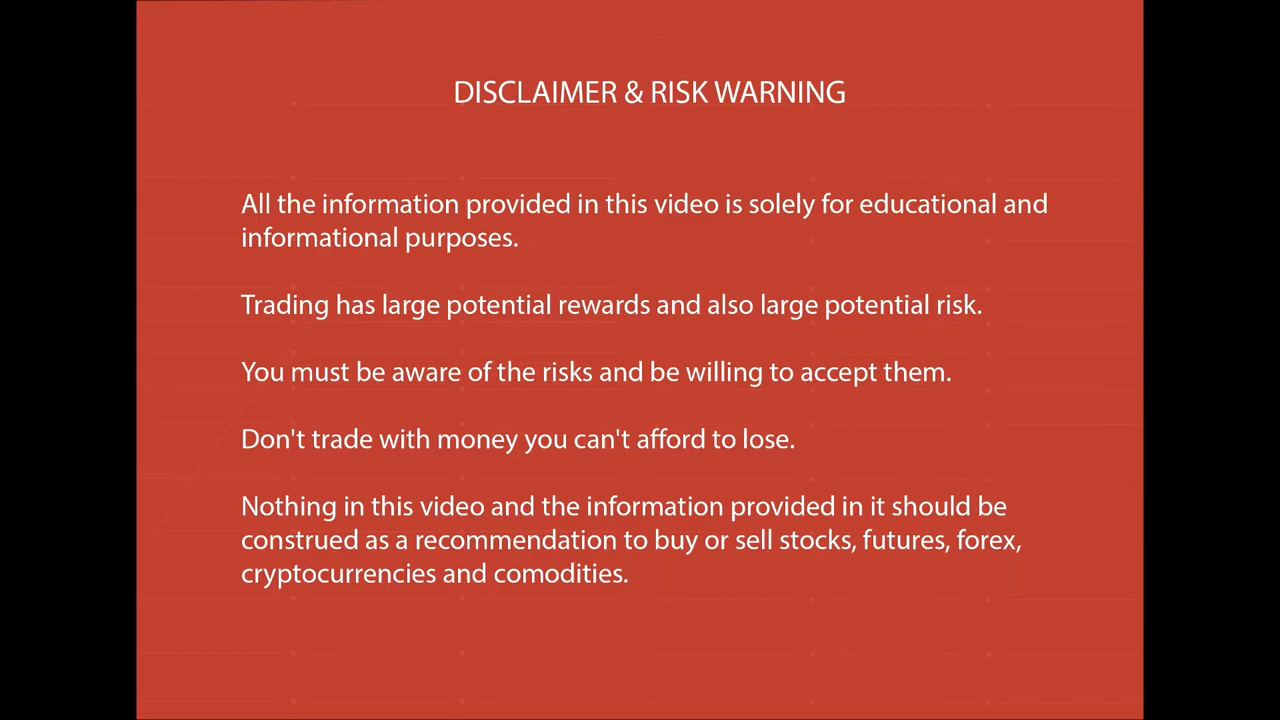 DISCLAIMER & RISK WARNING
All the information provided in this video is solely for educational and
informational purposes.
Trading has large potential rewards and also large potential risk.
You must be aware of the risks and be willing to accept them.
Don't trade with money you can't afford to lose.
Nothing in this video and the information provided in it should be
construed as a recommendation to buy or sell stocks, futures, forex,
cryptocurrencies and comodities.